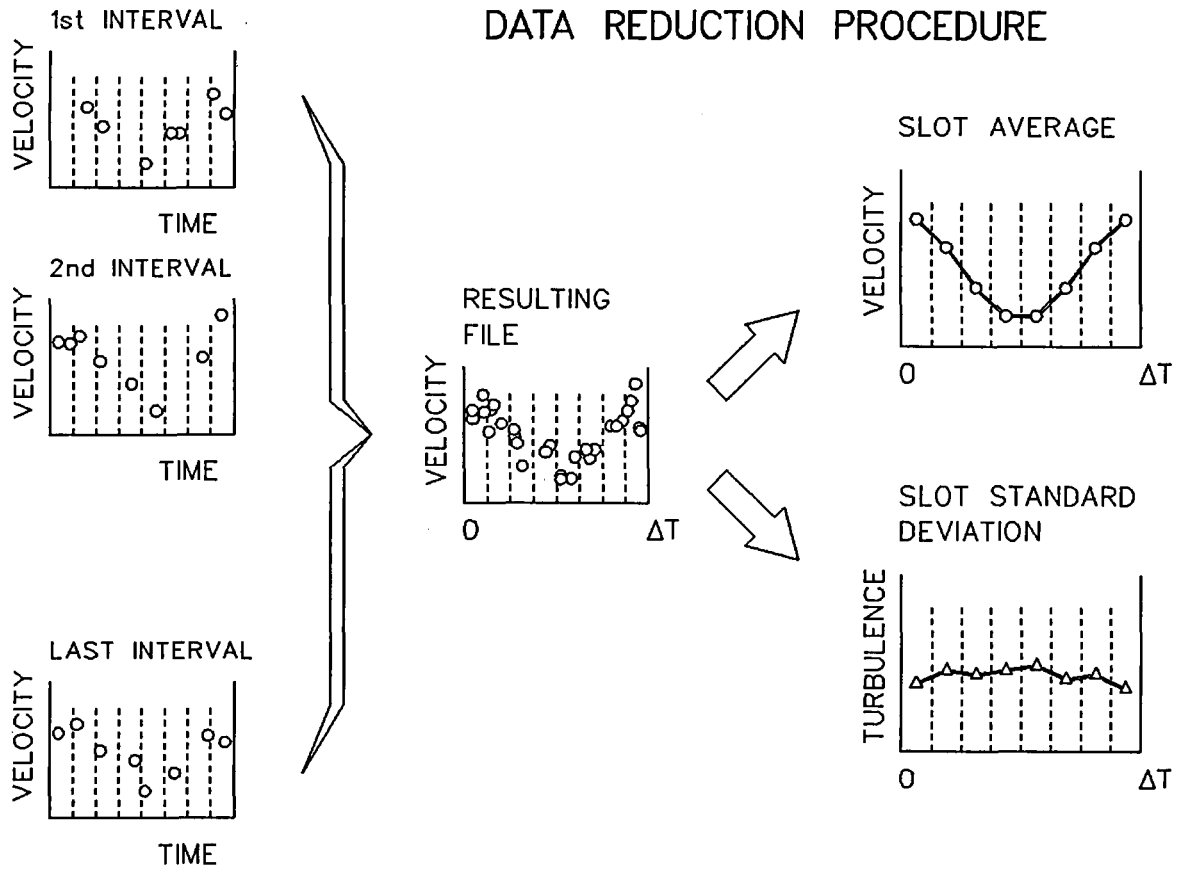 DATA REDUCTION PROCEDURE
1st INTERVAL
VELOCITY
TIME
2nd INTERVAL
VELOCITY
TIME
LAST INTERVAL
VELOCITY
TIME
RESULTING
FILE
VELOCITY
0 ΔT
SLOT AVERAGE
VELOCITY
0 ΔT
SLOT STANDARD
DEVIATION
TURBULENCE
0 ΔT